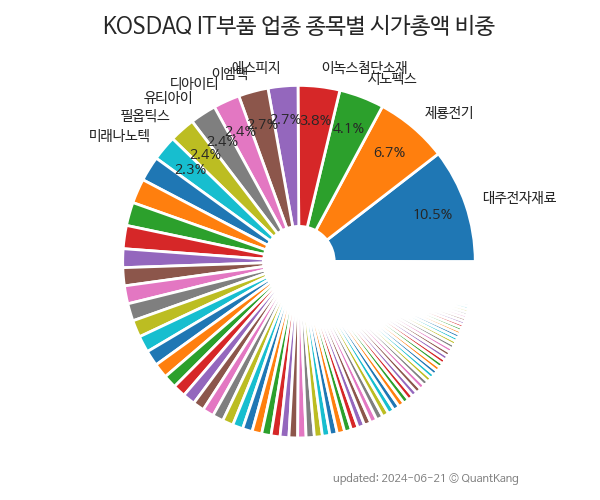 KOSDAQ IT부품 업종 종목별 시가총액 비중
대주전자재료
10.5%
제룡전기
6.7%
시노펙스
4.1%
이녹스첨단소재
3.8%
에스피지
2.7%
이엠텍
2.7%
디아이티
2.4%
유티아이
2.4%
필옵틱스
2.4%
미래나노텍
2.3%
updated: 2024-06-21 © QuantKang